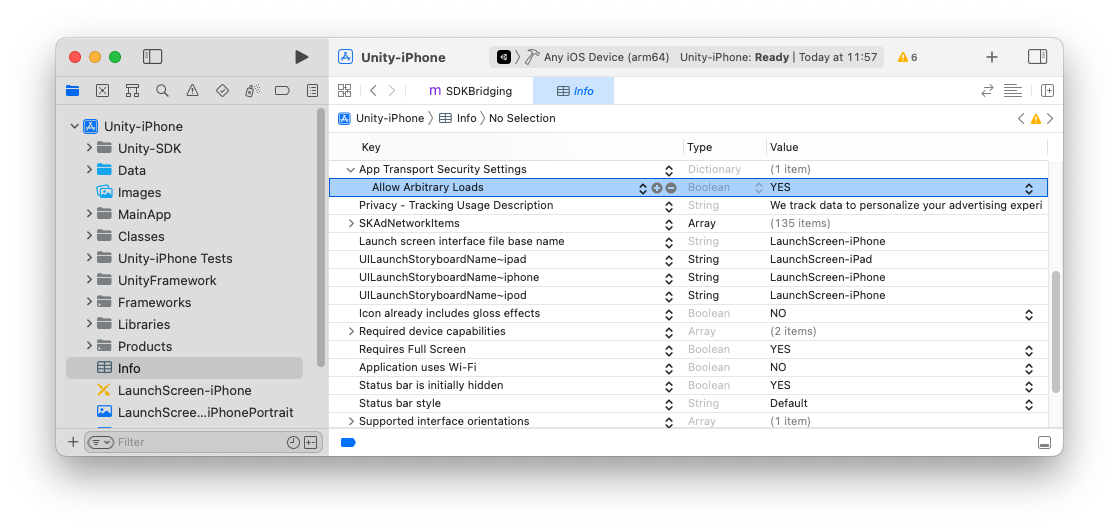 Unity-iPhone
Any iOS Device (arm64) Unity-iPhone: Ready | Today at 11:57
6
m SDKBridging
Info
Unity-iPhone
Unity-SDK
Data
Images
MainApp
Classes
Unity-iPhone Tests
UnityFramework
Frameworks
Libraries
Products
Info
LaunchScreen-iPhone
LaunchScree...iPhonePortrait
Filter
Unity-iPhone Info No Selection
Key Type Value
App Transport Security Settings Dictionary (1 item)
Allow Arbitrary Loads Boolean YES
Privacy - Tracking Usage Description String We track data to personalize your advertising experi
SKAdNetworkItems Array (135 items)
Launch screen interface file base name String LaunchScreen-iPhone
UILaunchStoryboardName~ipad String LaunchScreen-iPad
UILaunchStoryboardName~iphone String LaunchScreen-iPhone
UILaunchStoryboardName~ipod String LaunchScreen-iPhone
Icon already includes gloss effects Boolean NO
Required device capabilities Array (2 items)
Requires Full Screen Boolean YES
Application uses Wi-Fi Boolean NO
Status bar is initially hidden Boolean YES
Status bar style String Default
Supported interface orientations Array (1 item)